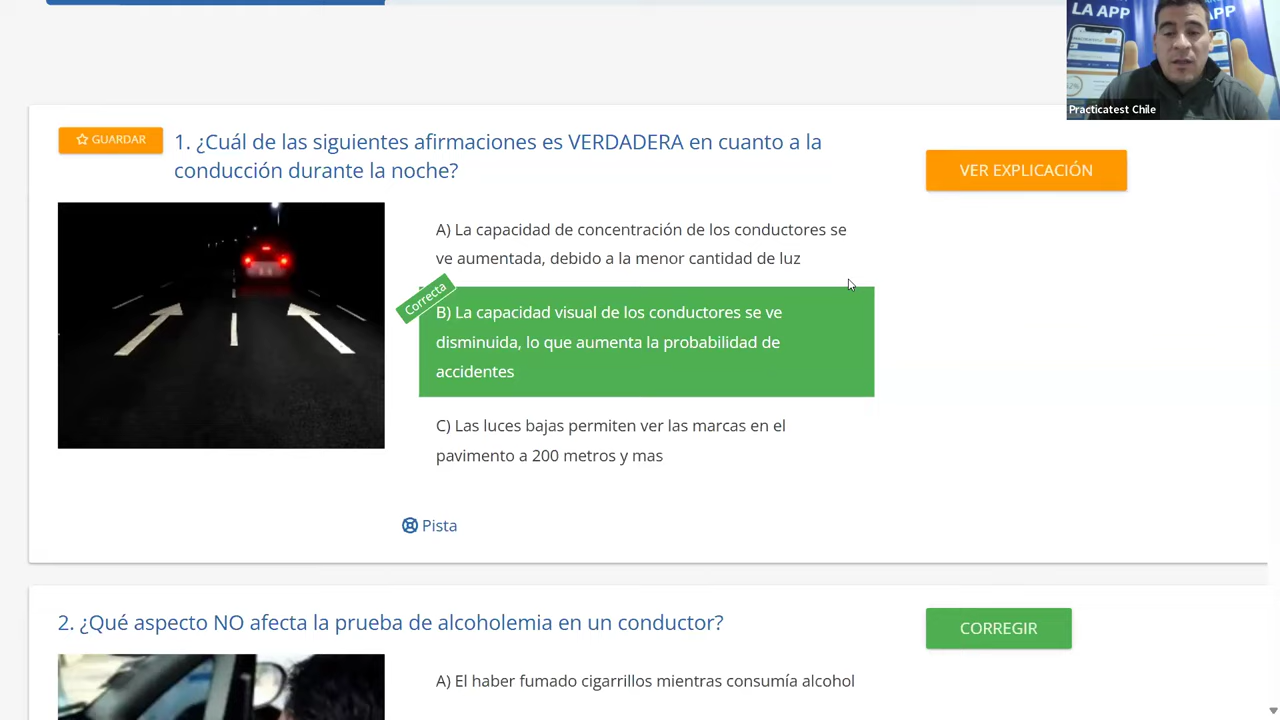 LA APP
APP
Practicatest Chile
GUARDAR
1. ¿Cuál de las siguientes afirmaciones es VERDADERA en cuanto a la
conducción durante la noche?
VER EXPLICACIÓN
A) La capacidad de concentración de los conductores se
ve aumentada, debido a la menor cantidad de luz
Correcta
B) La capacidad visual de los conductores se ve
disminuida, lo que aumenta la probabilidad de
accidentes
C) Las luces bajas permiten ver las marcas en el
pavimento a 200 metros y mas
Pista
2. ¿Qué aspecto NO afecta la prueba de alcoholemia en un conductor?
CORREGIR
A) El haber fumado cigarrillos mientras consumía alcohol